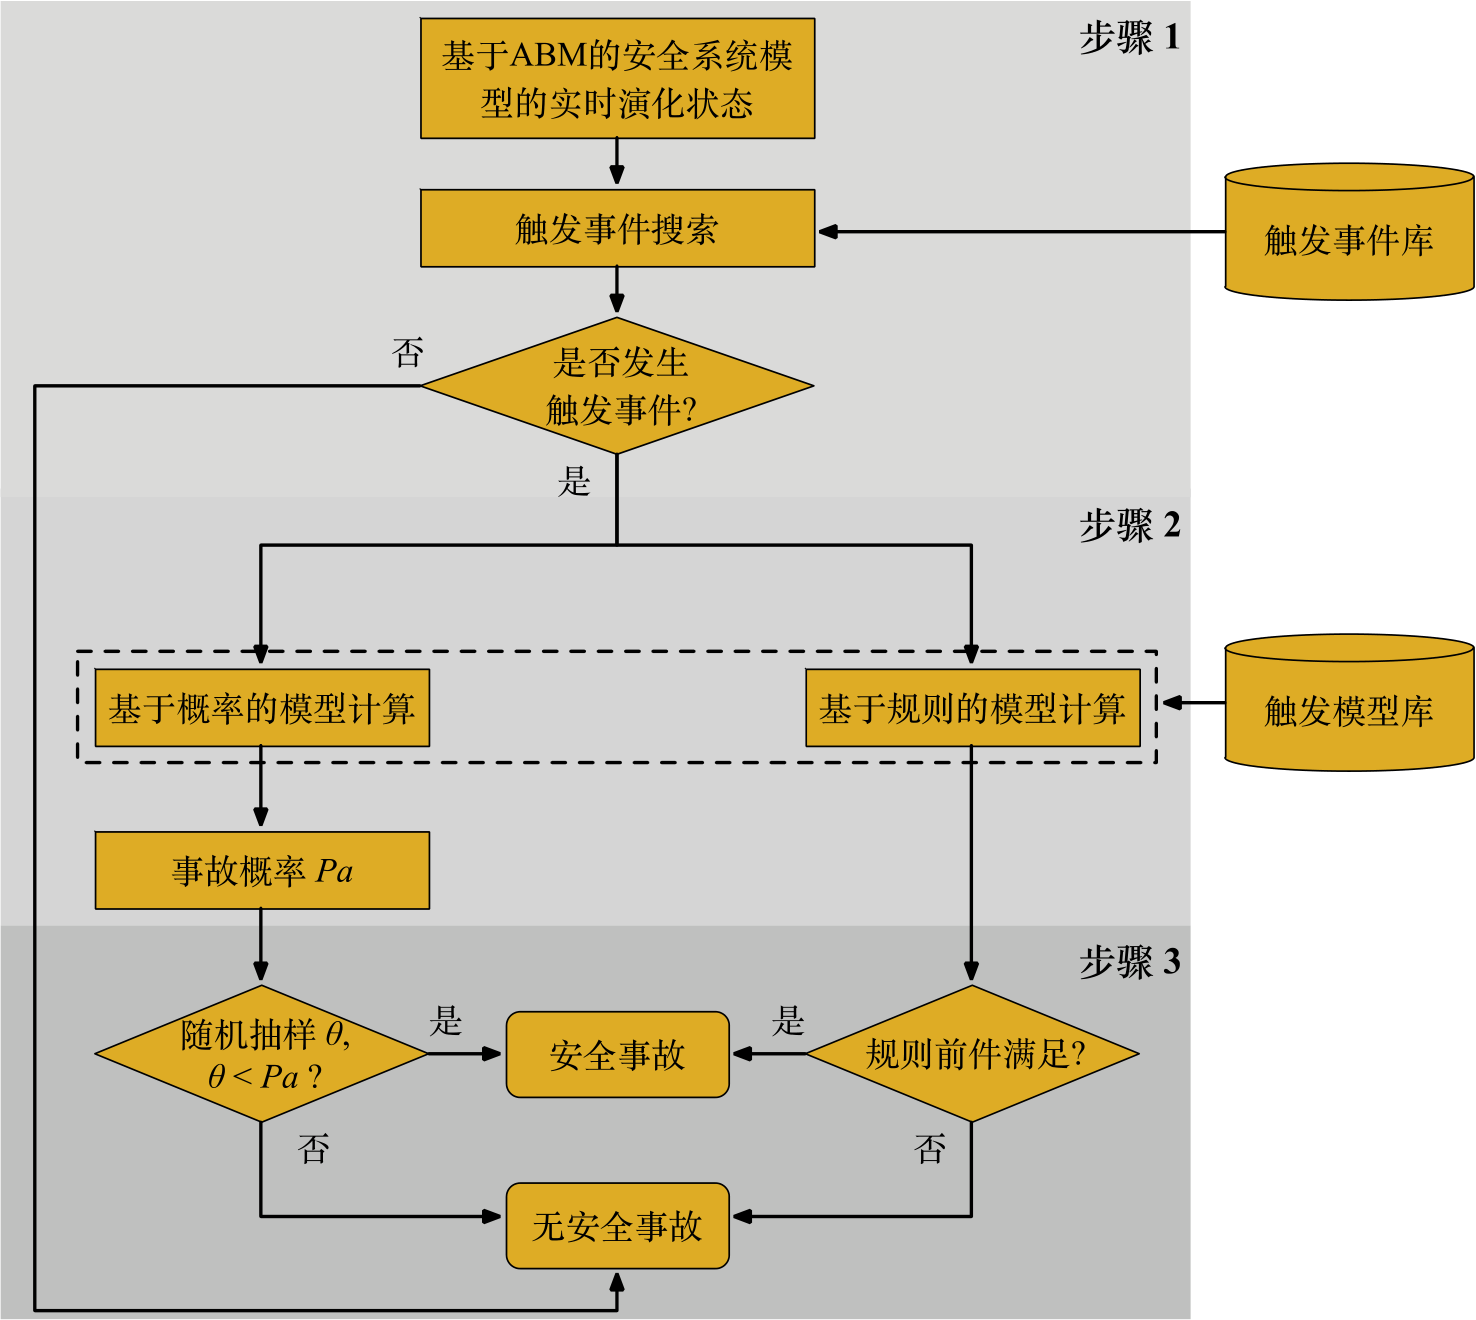 步骤 1
基于ABM的安全系统模
型的实时演化状态
触发事件搜索
触发事件库
否
是否发生
触发事件?
是
步骤 2
基于概率的模型计算
基于规则的模型计算
触发模型库
事故概率 Pa
步骤 3
随机抽样 θ,
θ < Pa ?
是
安全事故
是
规则前件满足?
否
否
无安全事故